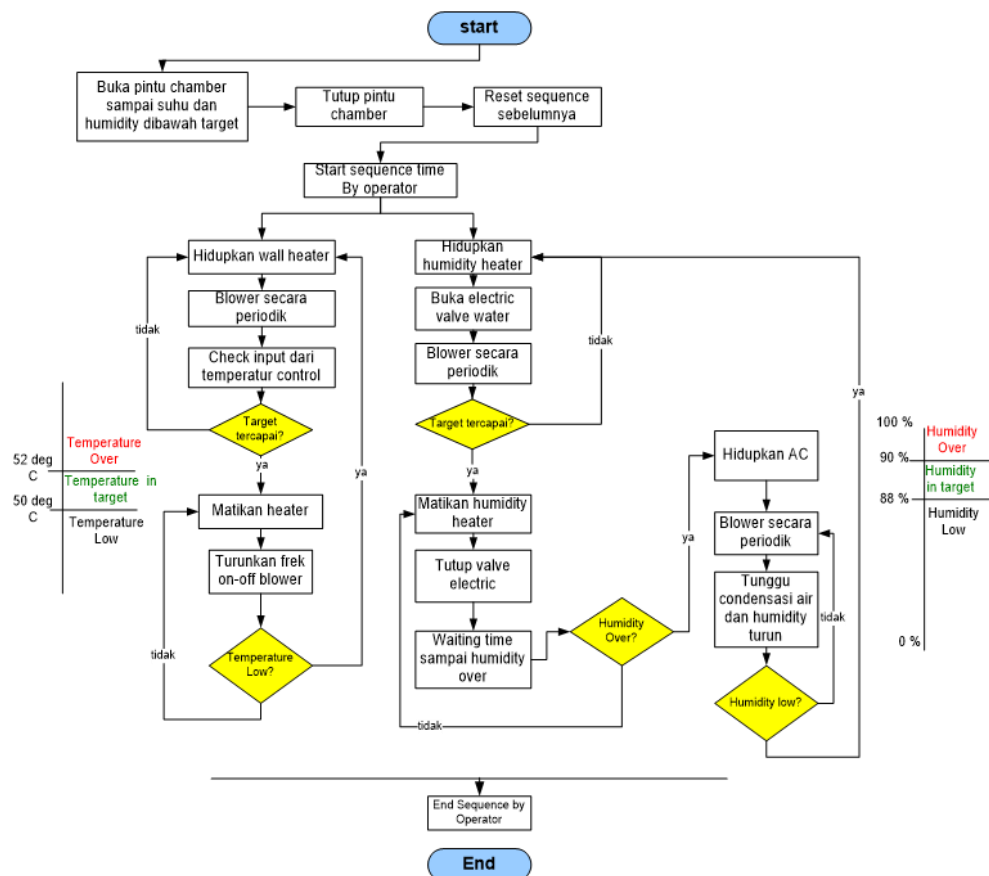 start
Buka pintu chamber
sampai suhu dan
humidity dibawah target
Tutup pintu
chamber
Reset sequence
sebelumnya
Start sequence time
By operator
Hidupkan wall heater
Blower secara
periodik
tidak
Check input dari
temperatur control
Target
tercapai?
ya
Matikan heater
Turunkan frek
on-off blower
Temperature
Low?
tidak
ya
52 deg
C
50 deg
C
Temperature
Over
Temperature in
target
Temperature
Low
Hidupkan
humidity heater
Buka electric
valve water
Blower secara
periodik
tidak
Target tercapai?
ya
Matikan humidity
heater
Tutup valve
electric
Waiting time
sampai humidity
over
Humidity
Over?
tidak
ya
Hidupkan AC
Blower secara
periodik
Tunggu
condensasi air
dan humidity
turun
tidak
Humidity low?
ya
100 %
90 %
88 %
0 %
Humidity
Over
Humidity
in target
Humidity
Low
End Sequence by
Operator
End